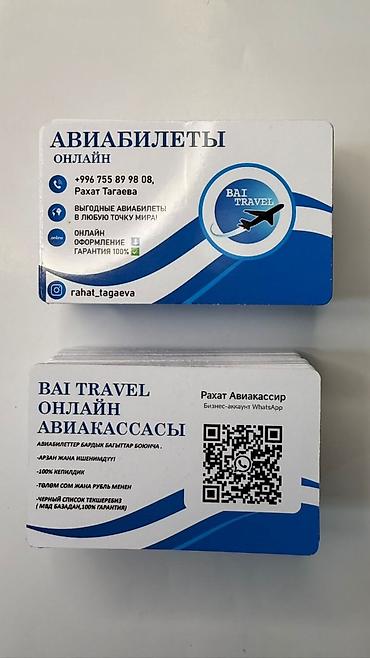 АВИАБИЛЕТЫ
ОНЛАЙН
+996 755 89 98 08,
Рахат Тагаева
ВЫГОДНЫЕ АВИАБИЛЕТЫ
В ЛЮБУЮ ТОЧКУ МИРА!
online
ОНЛАЙН
ОФОРМЛЕНИЕ
ГАРАНТИЯ 100%
BAI
TRAVEL
rahat_tagaeva
BAI TRAVEL
ОНЛАЙН
АВИАКАССАСЫ
АВИАБИЛЕТТЕР БАРДЫК БАГЫТТАР БОЮНЧА .
-АРЗАН ЖАНА ИШЕНИМДҮҮ!
-100% КЕПИЛДИК
-ТӨЛӨМ СОМ ЖАНА РУБЛЬ МЕНЕН
-ЧЕРНЫЙ СПИСОК ТЕКШЕРЕБИЗ
( МВД БАЗАДАН,100% ГАРАНТИЯ)
Рахат Авиакассир
Бизнес-аккаунт WhatsApp